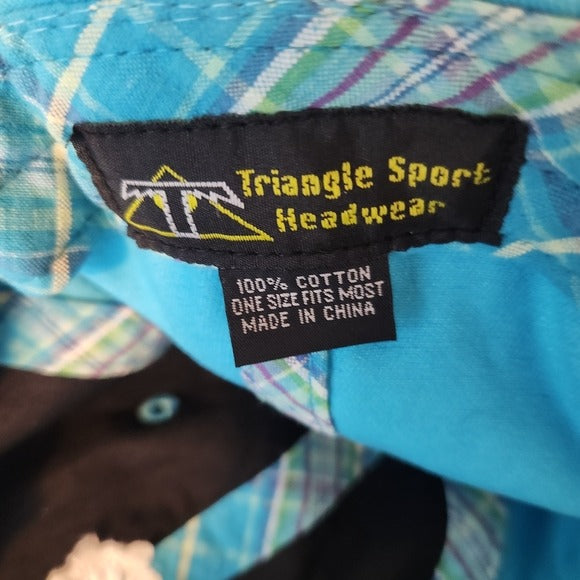 Triangle Sport
Headwear
100% COTTON
ONE SIZE FITS MOST
MADE IN CHINA